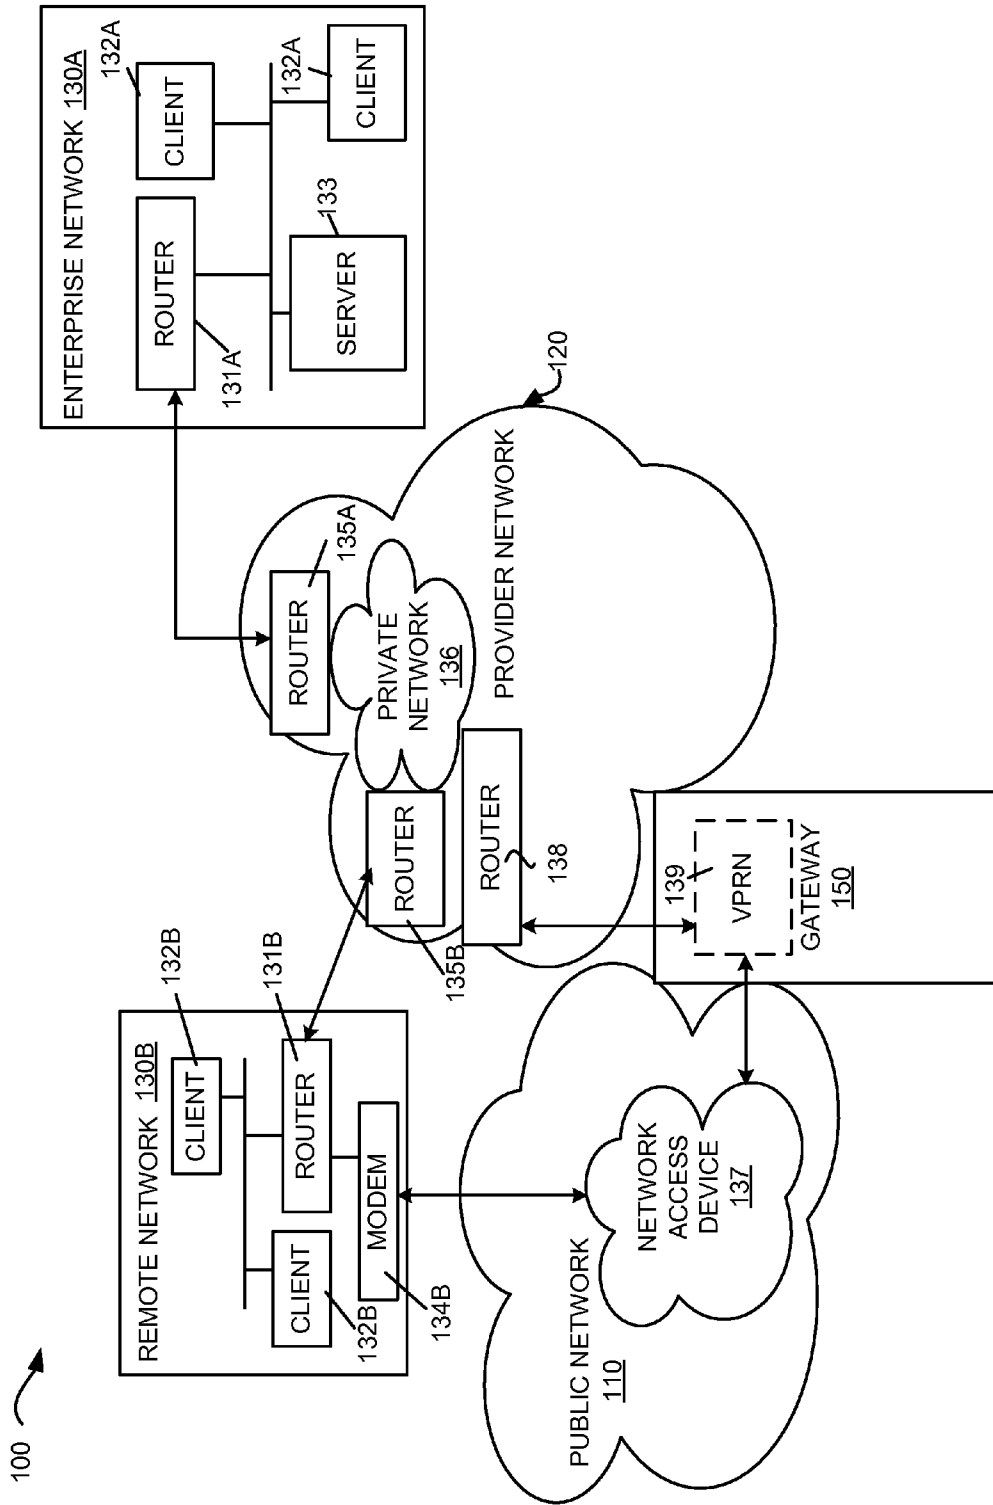 100
REMOTE NETWORK 130B
CLIENT
132B
CLIENT
132B
ROUTER
131B
MODEM
134B
PUBLIC NETWORK
110
NETWORK
ACCESS
DEVICE
137
ROUTER
135A
PRIVATE
NETWORK
136
ROUTER
135B
ROUTER
138
PROVIDER NETWORK
120
139
VPRN
GATEWAY
150
ENTERPRISE NETWORK 130A
ROUTER
131A
CLIENT
132A
SERVER
133
CLIENT
132A